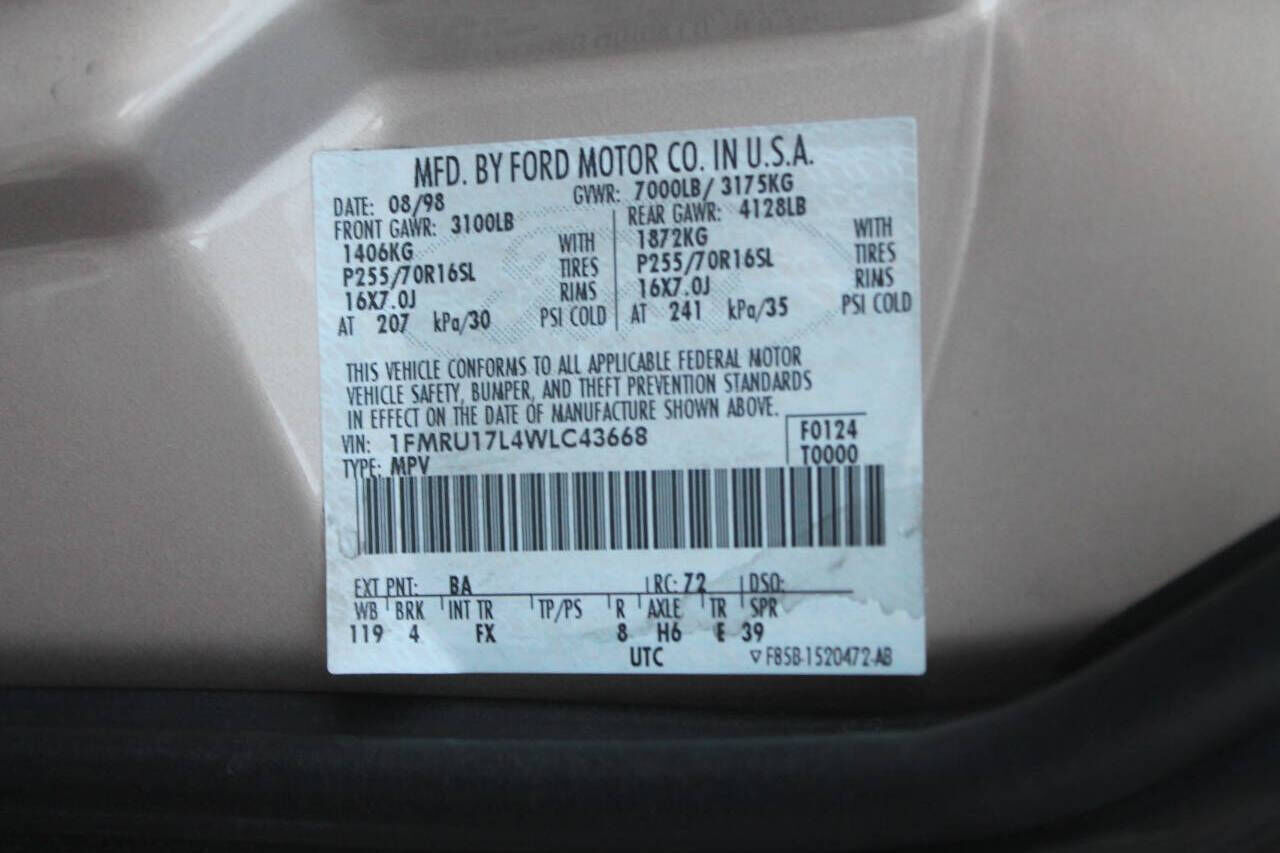 MFD. BY FORD MOTOR CO. IN U.S.A.
DATE: 08/98 GVWR: 7000LB/ 3175KG
FRONT GAWR: 3100LB REAR GAWR: 4128LB
1406KG WITH 1872KG WITH
P255/70R16SL TIRES P255/70R16SL TIRES
16X7.0J RIMS 16X7.0J RIMS
AT 207 kPa/30 PSI COLD AT 241 kPa/35 PSI COLD
THIS VEHICLE CONFORMS TO ALL APPLICABLE FEDERAL MOTOR
VEHICLE SAFETY, BUMPER, AND THEFT PREVENTION STANDARDS
IN EFFECT ON THE DATE OF MANUFACTURE SHOWN ABOVE.
VIN: 1FMRU17L4WLC43668 F0124
TYPE: MPV T0000
EXT PNT: BA RC: 72 DSO:
WB BRK INT TR TP/PS R AXLE TR SPR
119 4 FX 8 H6 E 39
UTC F85B-1520472-AB